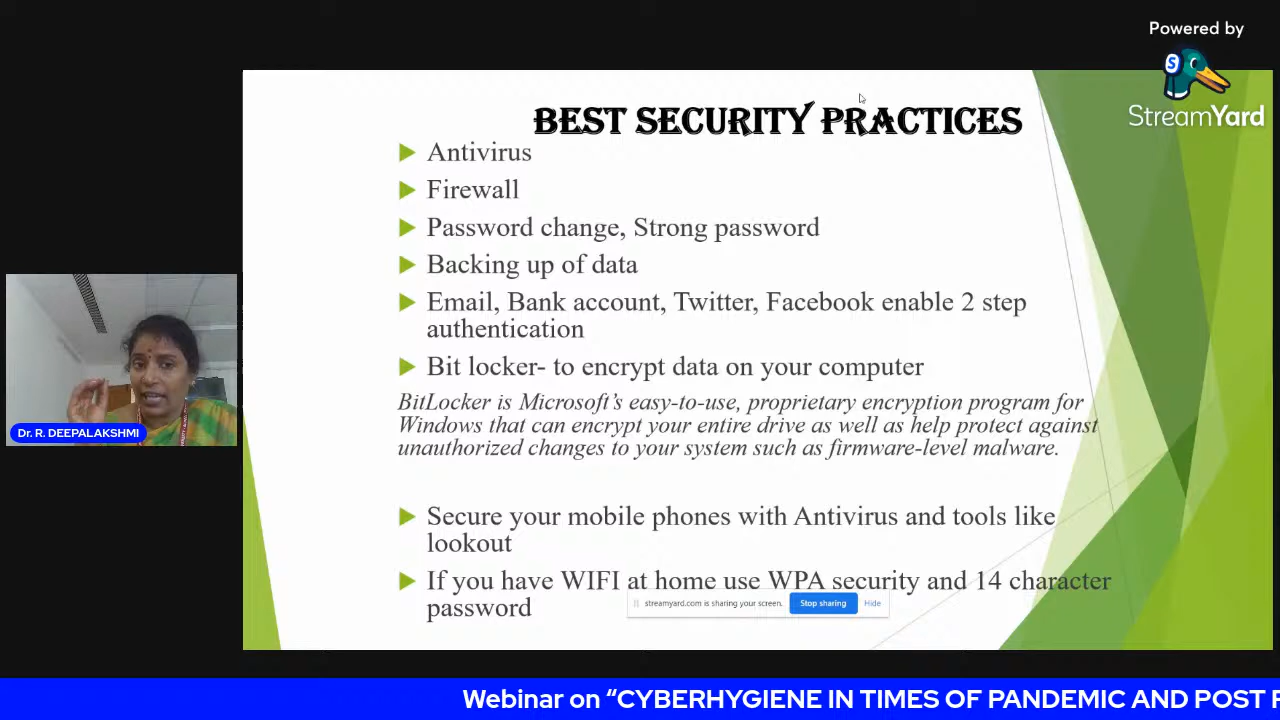 Powered by
StreamYard
BEST SECURITY PRACTICES
Antivirus
Firewall
Password change, Strong password
Backing up of data
Email, Bank account, Twitter, Facebook enable 2 step
authentication
Bit locker- to encrypt data on your computer
BitLocker is Microsoft's easy-to-use, proprietary encryption program for
Windows that can encrypt your entire drive as well as help protect against
unauthorized changes to your system such as firmware-level malware.
Secure your mobile phones with Antivirus and tools like
lookout
If you have WIFI at home use WPA security and 14 character
password
streamyard.com is sharing your screen. Stop sharing Hide
Dr. R. DEEPALAKSHMI
Webinar on “CYBERHYGIENE IN TIMES OF PANDEMIC AND POST